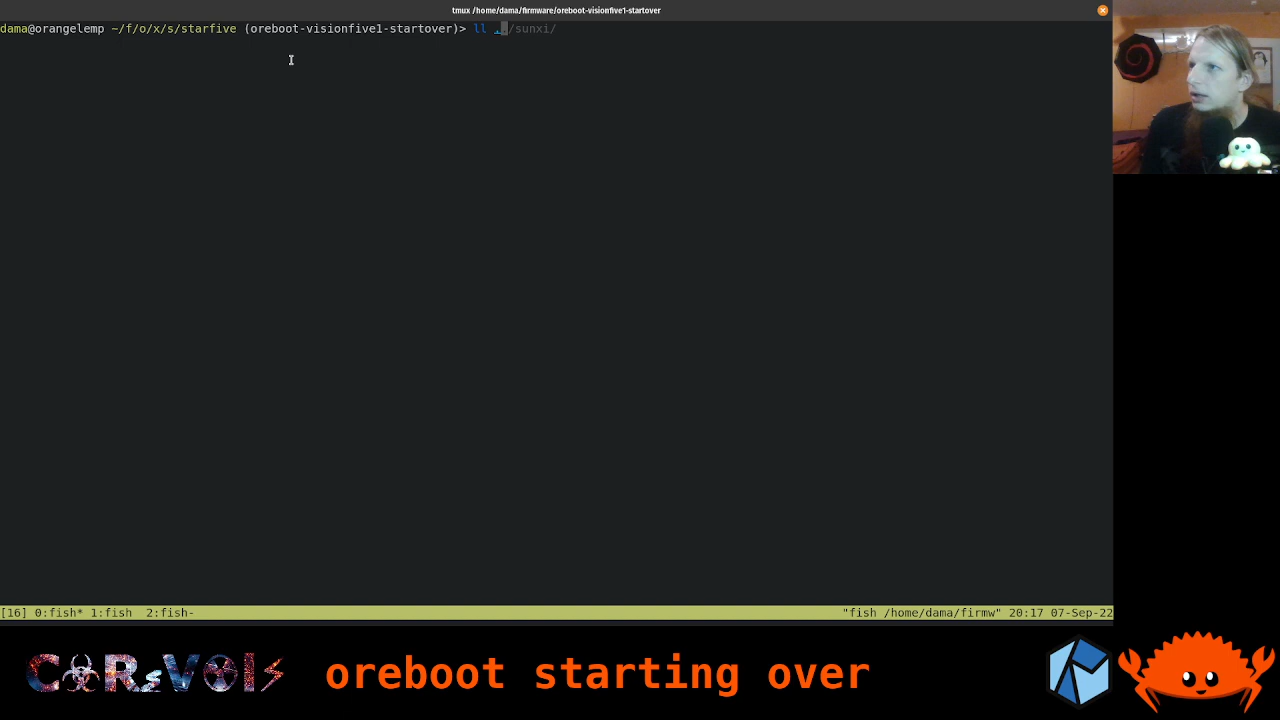 tmux /home/dama/firmware/oreboot-visionfive1-startover
dama@orangelemp ~/f/o/x/s/starfive (oreboot-visionfive1-startover)> ll ../sunxi/
[16] 0:fish* 1:fish  2:fish- "fish /home/dama/firmw" 20:17 07-Sep-22
oreboot starting over